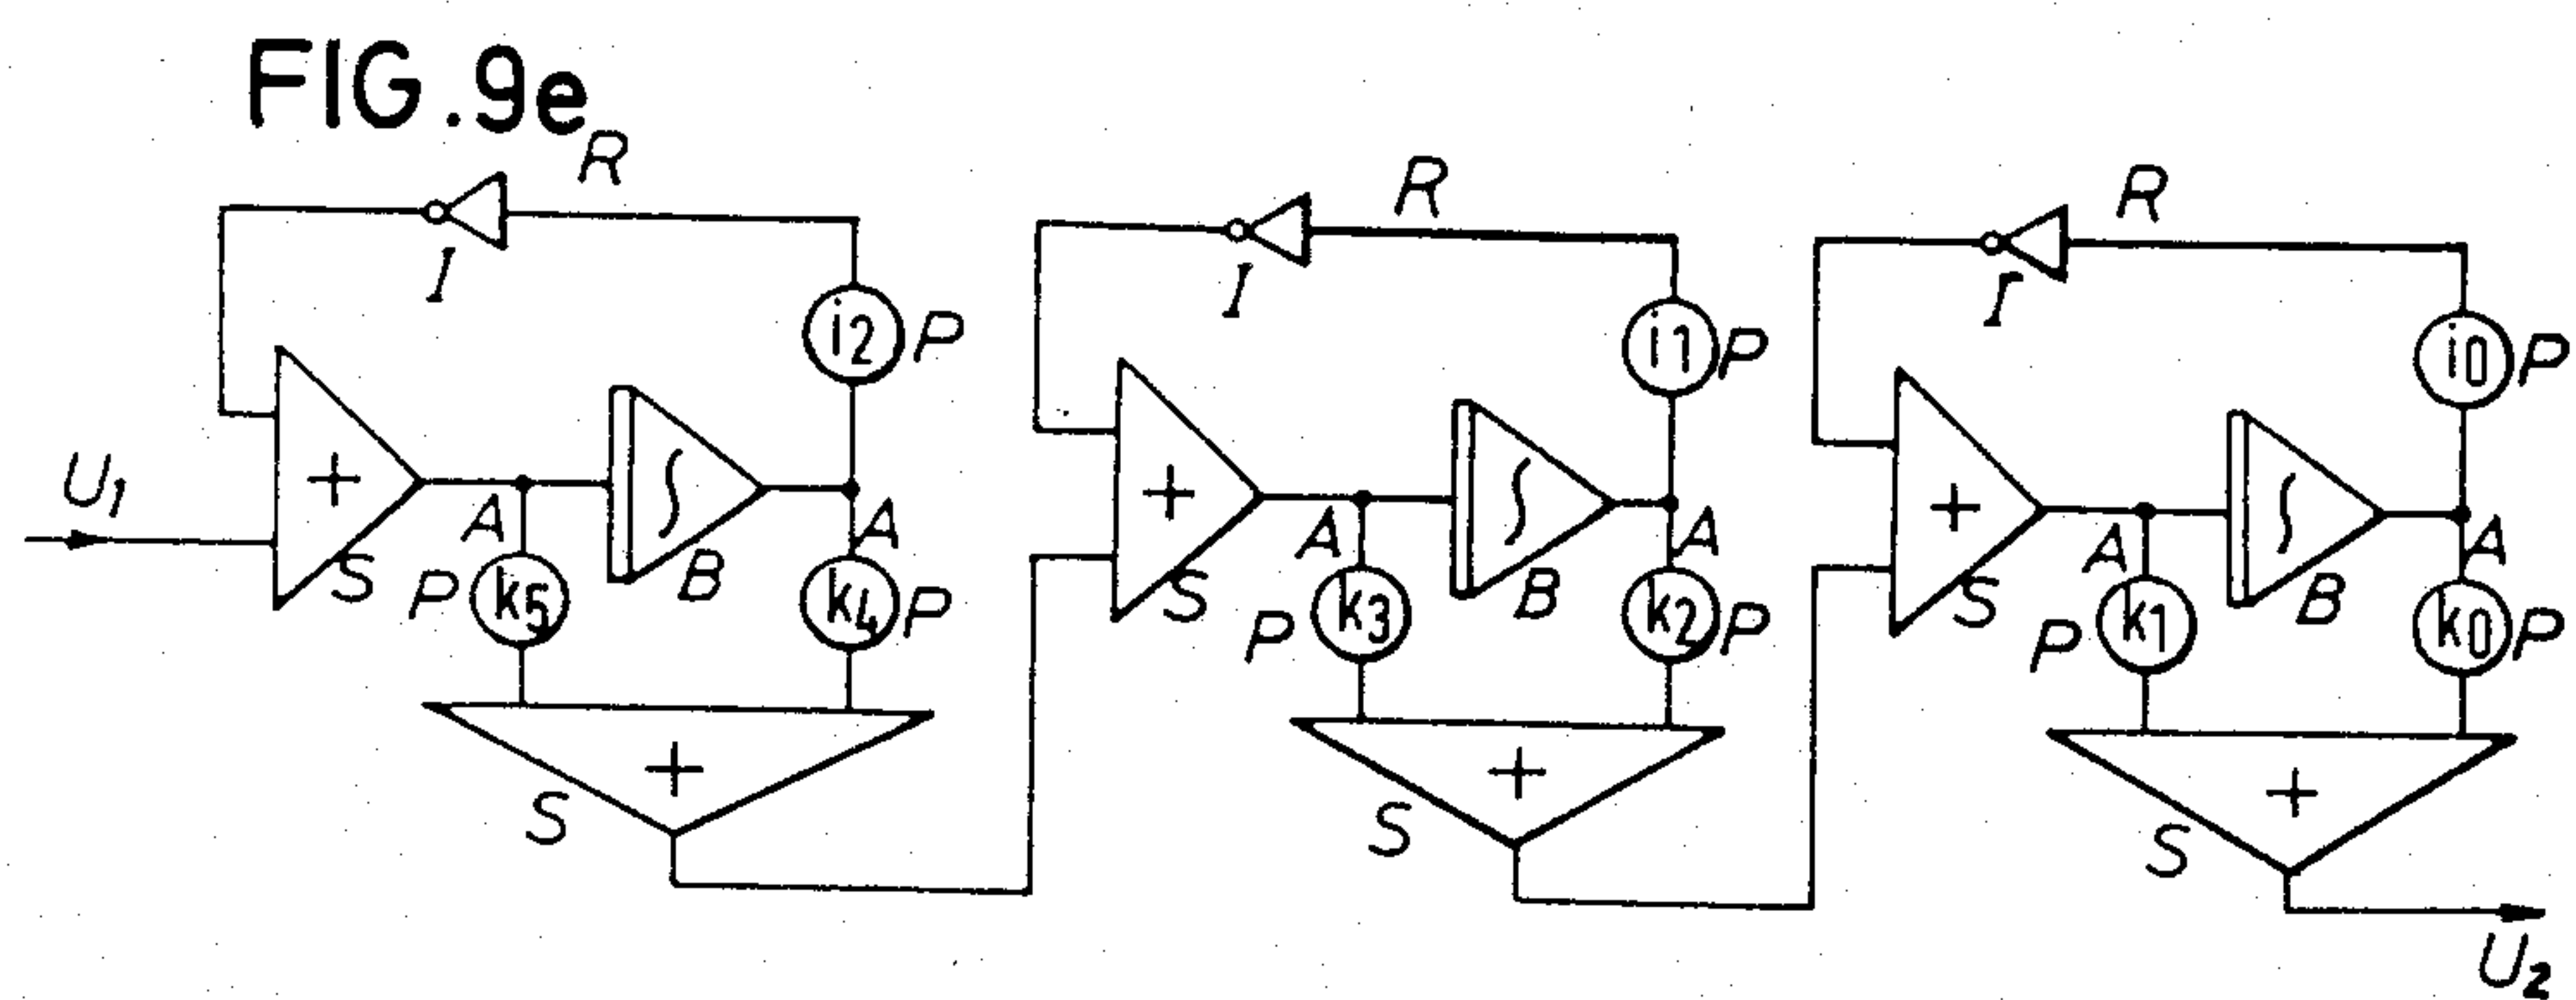 FIG.9e
R R R
I I I
i2 P i1 P i0 P
U1 + ∫ + ∫ + ∫
A A A A A A
S B S B S B
P k5 k4 P P k3 k2 P P k1 k0 P
+ + +
S S S
U2